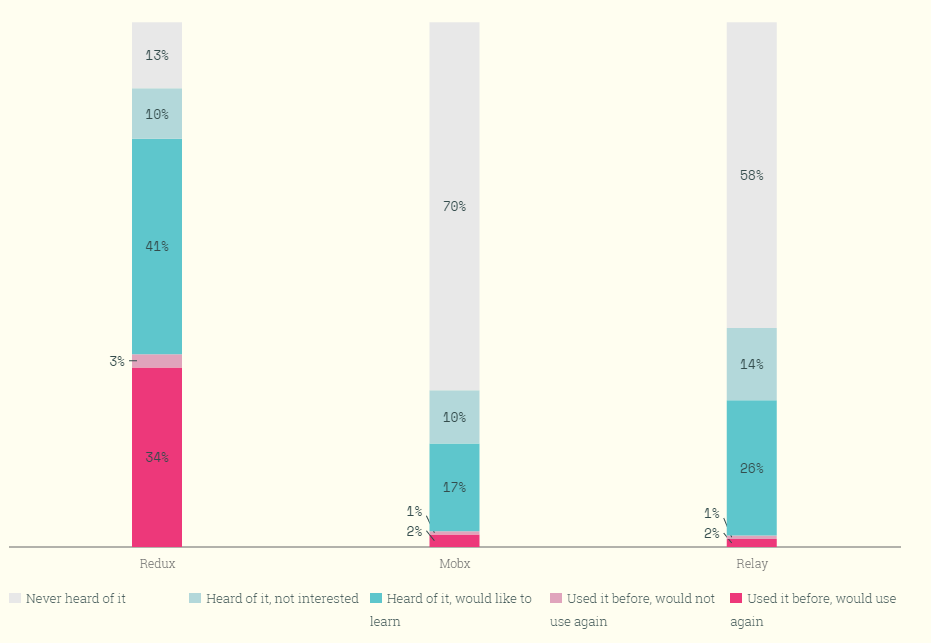 13%
10%
41%
3%
34%
70%
10%
17%
1%
2%
58%
14%
26%
1%
2%
Redux
Mobx
Relay
Never heard of it
Heard of it, not interested
Heard of it, would like to
learn
Used it before, would not
use again
Used it before, would use
again